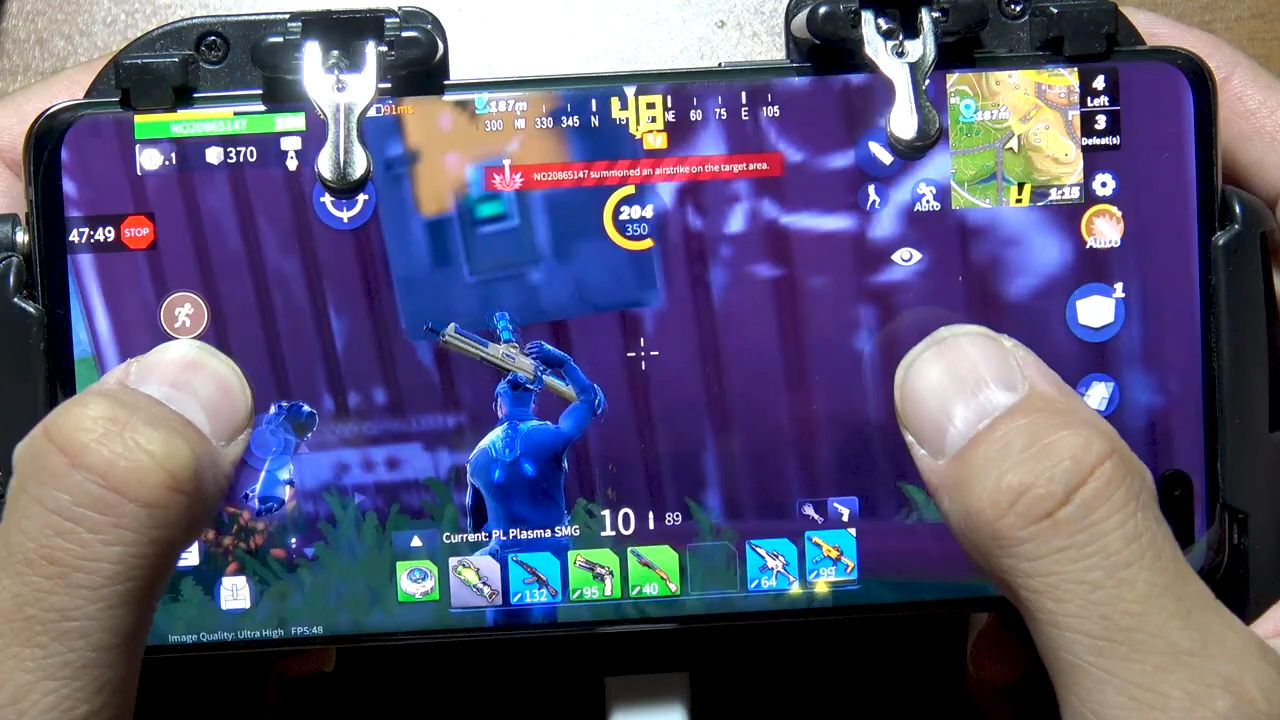 91ms
187m
300 NW 330 345 N 15 NE 60 75 E 105
49
187m
4
Left
3
Defeat(s)
1:15
NO20865147
370
NO20865147 summoned an airstrike on the target area.
204
350
Auto
Auto
47:49 STOP
1
Current: PL Plasma SMG 10 89
132
95
40
64
99
Image Quality: Ultra High FPS:48